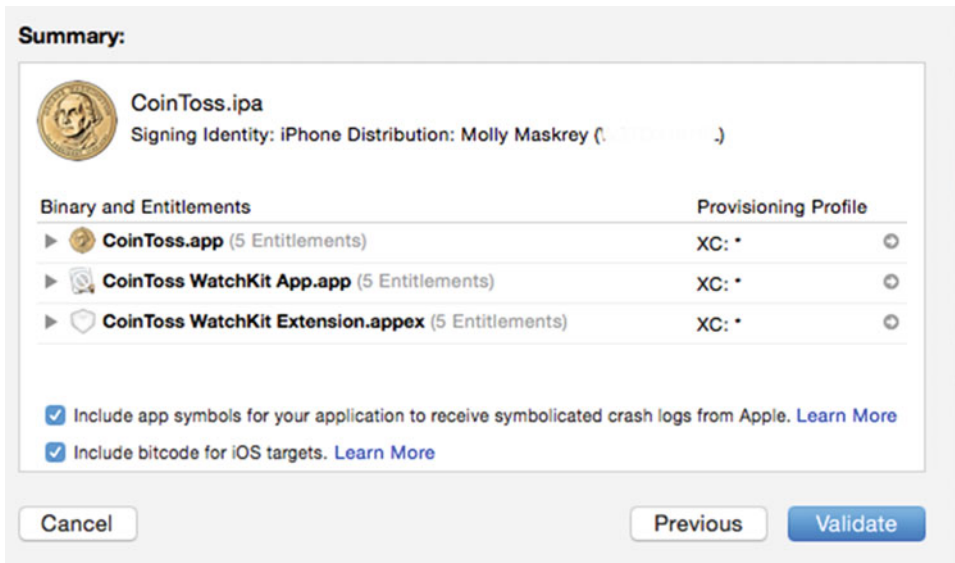 Summary:
CoinToss.ipa
Signing Identity: iPhone Distribution: Molly Maskrey (
Binary and Entitlements Provisioning Profile
CoinToss.app (5 Entitlements) XC: *
CoinToss WatchKit App.app (5 Entitlements) XC: *
CoinToss WatchKit Extension.appex (5 Entitlements) XC: *
Include app symbols for your application to receive symbolicated crash logs from Apple. Learn More
Include bitcode for iOS targets. Learn More
Cancel Previous Validate